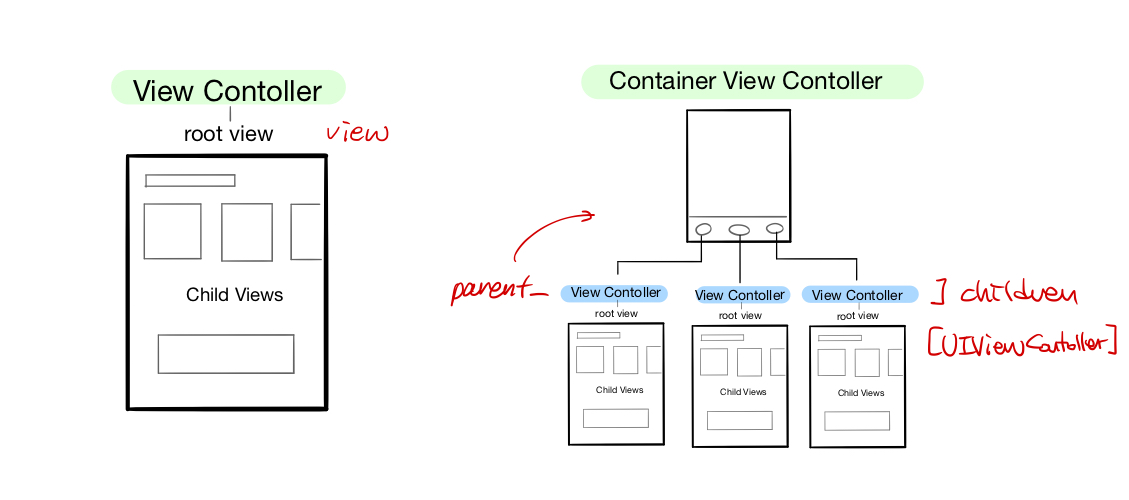 View Contoller
root view
view
Child Views
Container View Contoller
parent
View Contoller
View Contoller
View Contoller
] children
root view
root view
root view
[UIViewContoller]
Child Views
Child Views
Child Views